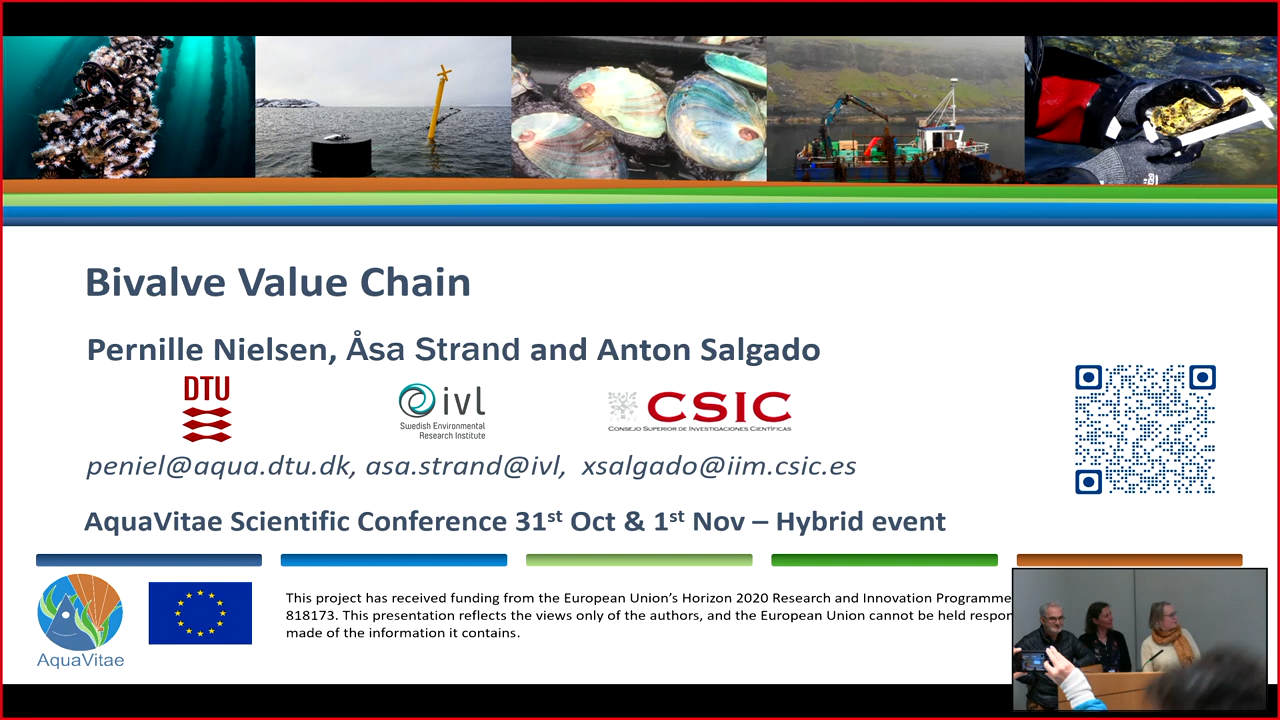 Bivalve Value Chain
Pernille Nielsen, Åsa Strand and Anton Salgado
DTU
ivl
Swedish Environmental
Research Institute
CSIC
CONSEJO SUPERIOR DE INVESTIGACIONES CIENTÍFICAS
peniel@aqua.dtu.dk, asa.strand@ivl, xsalgado@iim.csic.es
AquaVitae Scientific Conference 31st Oct & 1st Nov – Hybrid event
This project has received funding from the European Union's Horizon 2020 Research and Innovation Programme
818173. This presentation reflects the views only of the authors, and the European Union cannot be held respon
made of the information it contains.
AquaVitae